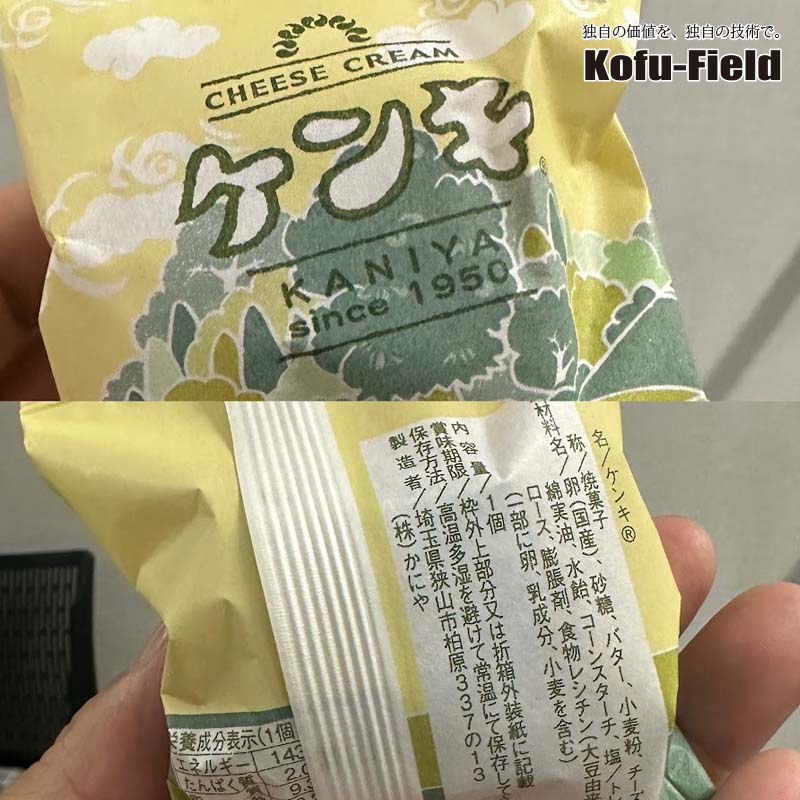 独自の価値を、独自の技術で。
Kofu-Field
CHEESE CREAM
ケンキ
®
KANIYA
since 1950
名/ケンキ®
称/焼菓子
材料名/卵(国産)、砂糖、バター、小麦粉、チーズ
綿実油、水飴、コーンスターチ、塩/トレ
ロース、膨脹剤、食物レシチン(大豆由来
(一部に卵、乳成分、小麦を含む)
内容量/1個
賞味期限/枠外上部分又は折箱外装紙に記載
保存方法/高温多湿を避けて常温にて保存して
製造者/埼玉県狭山市柏原337の13
(株)かにや
栄養成分表示(1個
エネルギー 143
たんぱく質 2.0
9.3